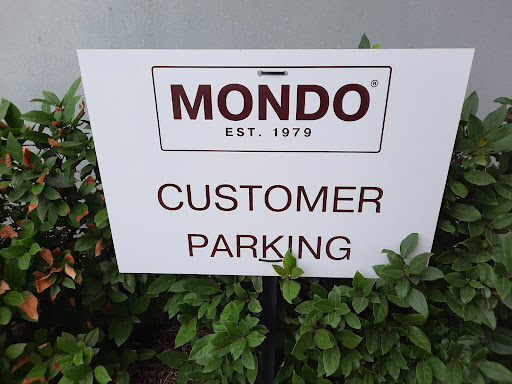 MONDO®
EST. 1979
CUSTOMER
PARKING